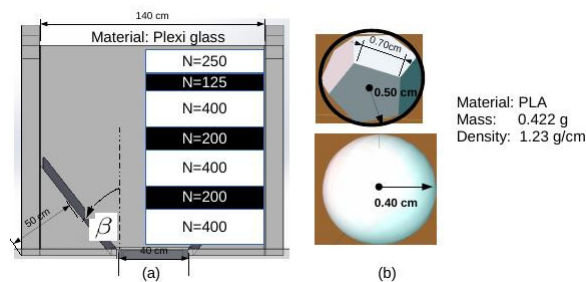 140 cm
Material: Plexi glass
N=250
N=125
N=400
N=200
N=400
N=200
N=400
50 cm
β
40 cm
(a)
0.70cm
0.50 cm
0.40 cm
(b)
Material: PLA
Mass: 0.422 g
Density: 1.23 g/cm